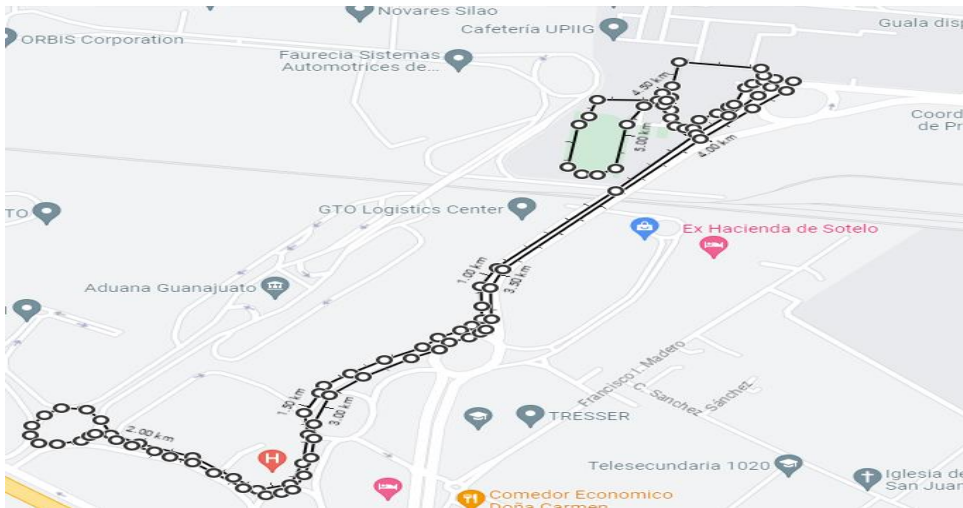 Novares Silao
Cafetería UPIIG
Guala disp
ORBIS Corporation
Faurecia Sistemas
Automotrices de...
4.50 km
Coord
de Pr
5.00 km
4.00 km
TO
GTO Logistics Center
Ex Hacienda de Sotelo
1.00 km
3.50 km
Aduana Guanajuato
Francisco I. Madero
C. Sanchez Sánchez
1.50 km
3.00 km
TRESSER
2.00 km
H
Telesecundaria 1020
Iglesia de
San Juan
Comedor Economico
Doña Carmen